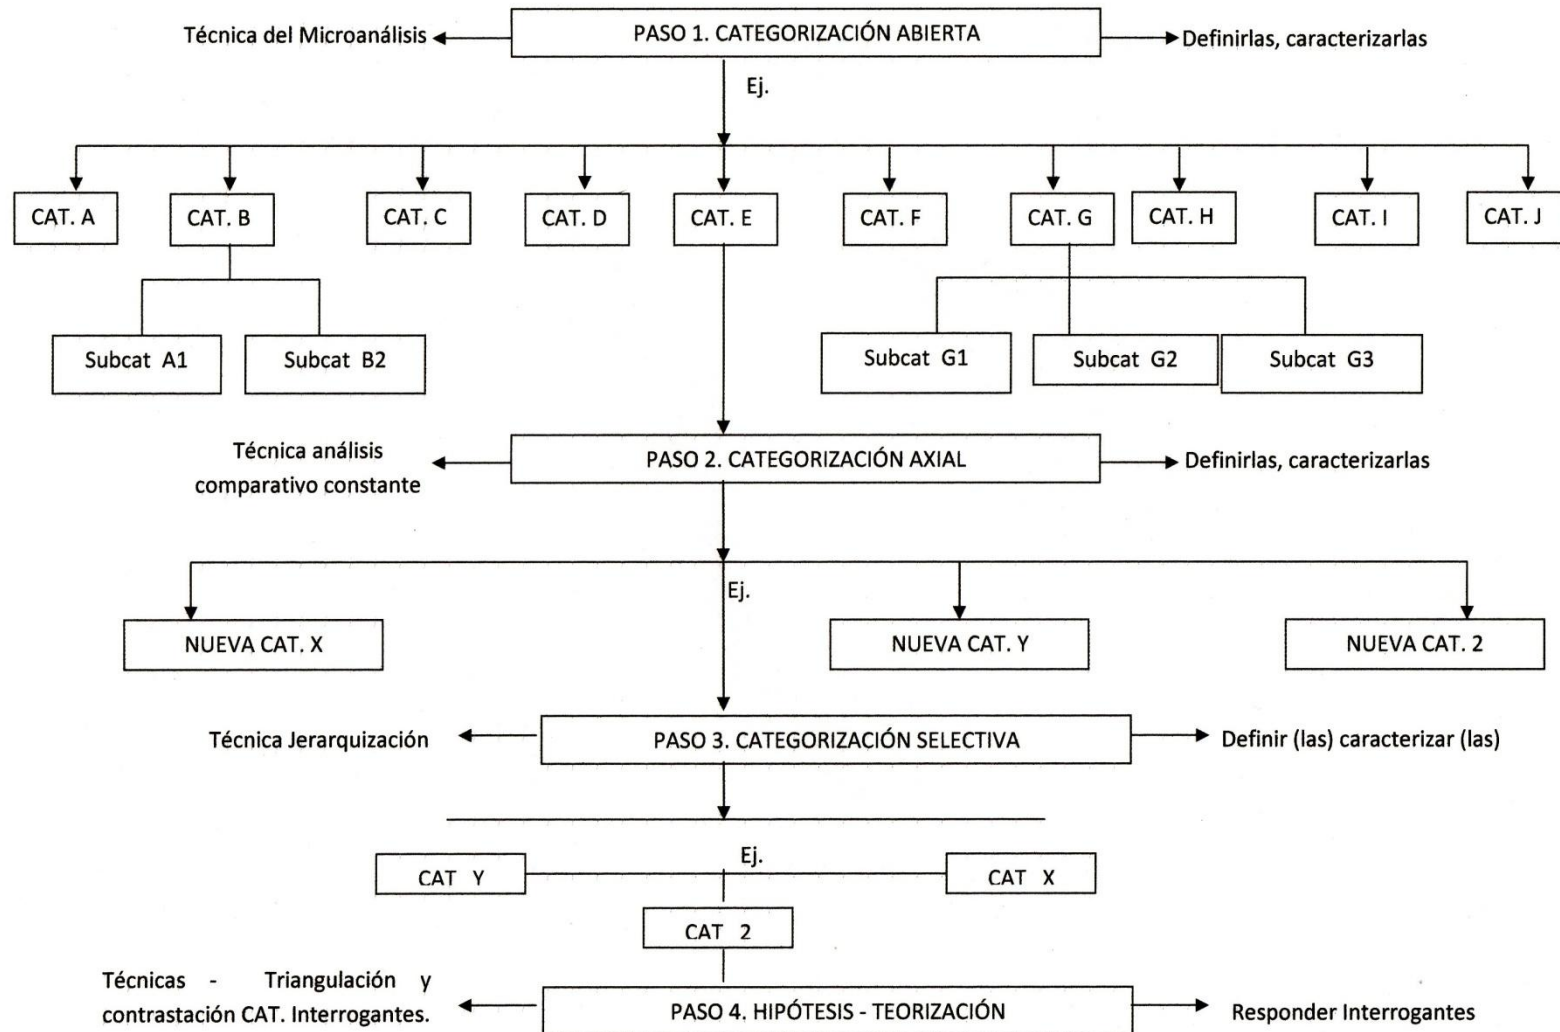 Técnica del Microanálisis
PASO 1. CATEGORIZACIÓN ABIERTA
Definirlas, caracterizarlas
Ej.
CAT. A
CAT. B
CAT. C
CAT. D
CAT. E
CAT. F
CAT. G
CAT. H
CAT. I
CAT. J
Subcat A1
Subcat B2
Subcat G1
Subcat G2
Subcat G3
Técnica análisis
comparativo constante
PASO 2. CATEGORIZACIÓN AXIAL
Definirlas, caracterizarlas
Ej.
NUEVA CAT. X
NUEVA CAT. Y
NUEVA CAT. 2
Técnica Jerarquización
PASO 3. CATEGORIZACIÓN SELECTIVA
Definir (las) caracterizar (las)
Ej.
CAT Y
CAT X
CAT 2
Técnicas - Triangulación y
contrastación CAT. Interrogantes.
PASO 4. HIPÓTESIS - TEORIZACIÓN
Responder Interrogantes